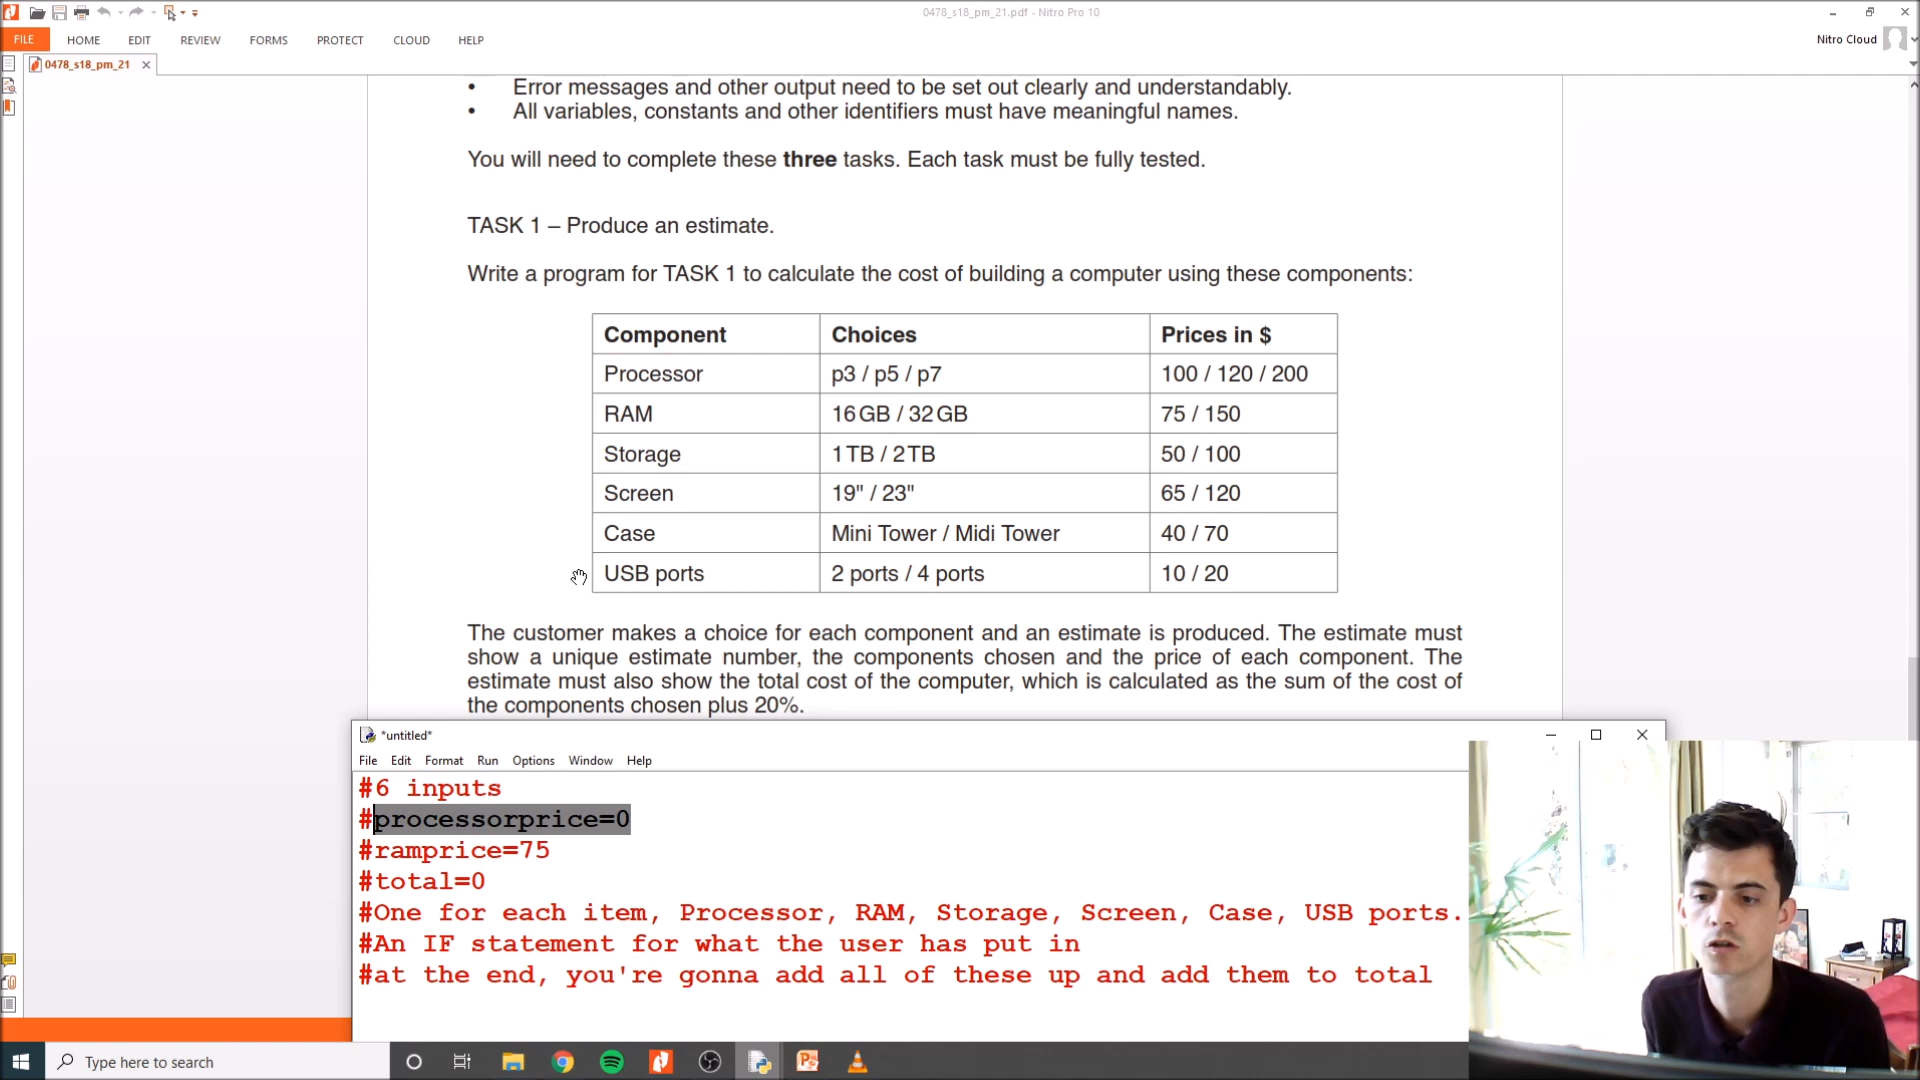 0478_s18_pm_21.pdf - Nitro Pro 10
FILE
HOME
EDIT
REVIEW
FORMS
PROTECT
CLOUD
HELP
Nitro Cloud
0478_s18_pm_21
• Error messages and other output need to be set out clearly and understandably.
• All variables, constants and other identifiers must have meaningful names.
You will need to complete these three tasks. Each task must be fully tested.
TASK 1 – Produce an estimate.
Write a program for TASK 1 to calculate the cost of building a computer using these components:
Component Choices Prices in $
Processor p3 / p5 / p7 100 / 120 / 200
RAM 16 GB / 32 GB 75 / 150
Storage 1 TB / 2 TB 50 / 100
Screen 19" / 23" 65 / 120
Case Mini Tower / Midi Tower 40 / 70
USB ports 2 ports / 4 ports 10 / 20
The customer makes a choice for each component and an estimate is produced. The estimate must
show a unique estimate number, the components chosen and the price of each component. The
estimate must also show the total cost of the computer, which is calculated as the sum of the cost of
the components chosen plus 20%.
*untitled*
File Edit Format Run Options Window Help
#6 inputs
#processorprice=0
#ramprice=75
#total=0
#One for each item, Processor, RAM, Storage, Screen, Case, USB ports.
#An IF statement for what the user has put in
#at the end, you're gonna add all of these up and add them to total
Type here to search